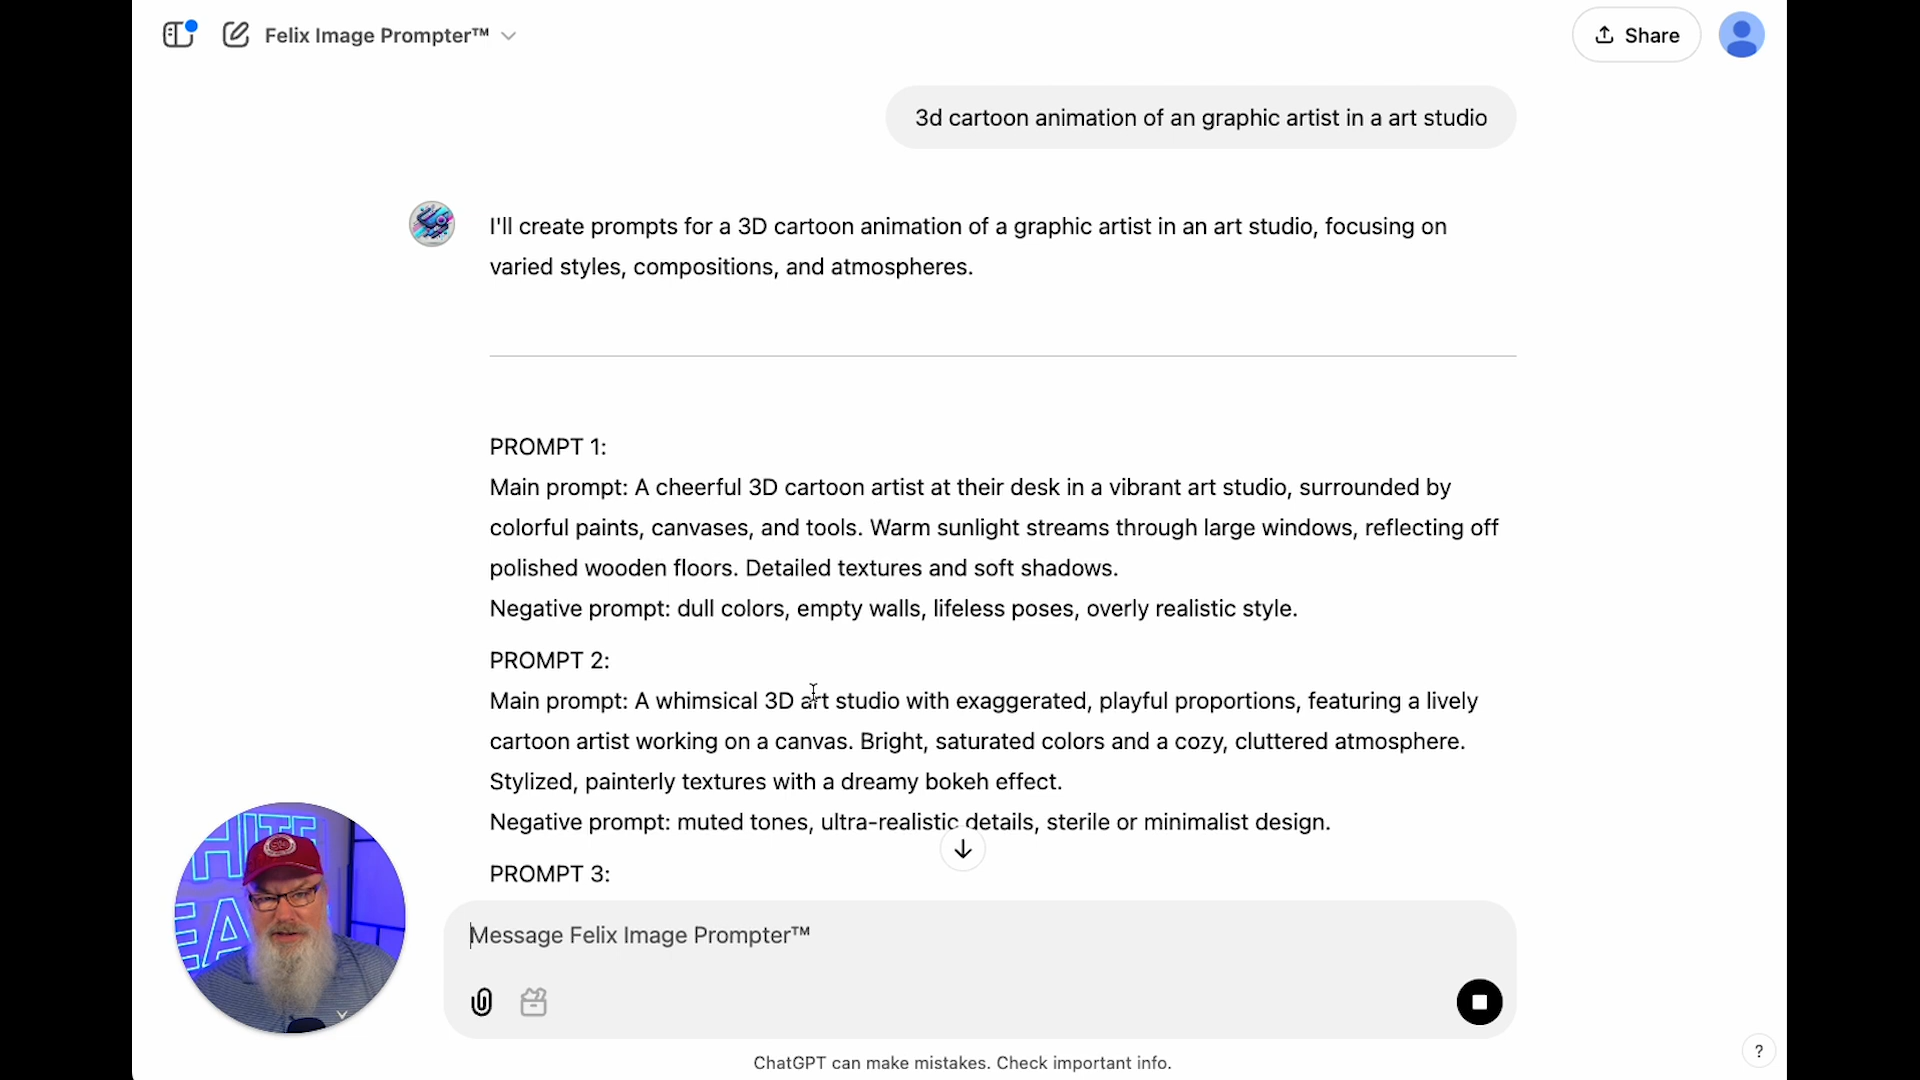 Felix Image Prompter™
Share
3d cartoon animation of an graphic artist in a art studio
I'll create prompts for a 3D cartoon animation of a graphic artist in an art studio, focusing on
varied styles, compositions, and atmospheres.
PROMPT 1:
Main prompt: A cheerful 3D cartoon artist at their desk in a vibrant art studio, surrounded by
colorful paints, canvases, and tools. Warm sunlight streams through large windows, reflecting off
polished wooden floors. Detailed textures and soft shadows.
Negative prompt: dull colors, empty walls, lifeless poses, overly realistic style.
PROMPT 2:
Main prompt: A whimsical 3D art studio with exaggerated, playful proportions, featuring a lively
cartoon artist working on a canvas. Bright, saturated colors and a cozy, cluttered atmosphere.
Stylized, painterly textures with a dreamy bokeh effect.
Negative prompt: muted tones, ultra-realistic details, sterile or minimalist design.
PROMPT 3:
Message Felix Image Prompter™
ChatGPT can make mistakes. Check important info.
?